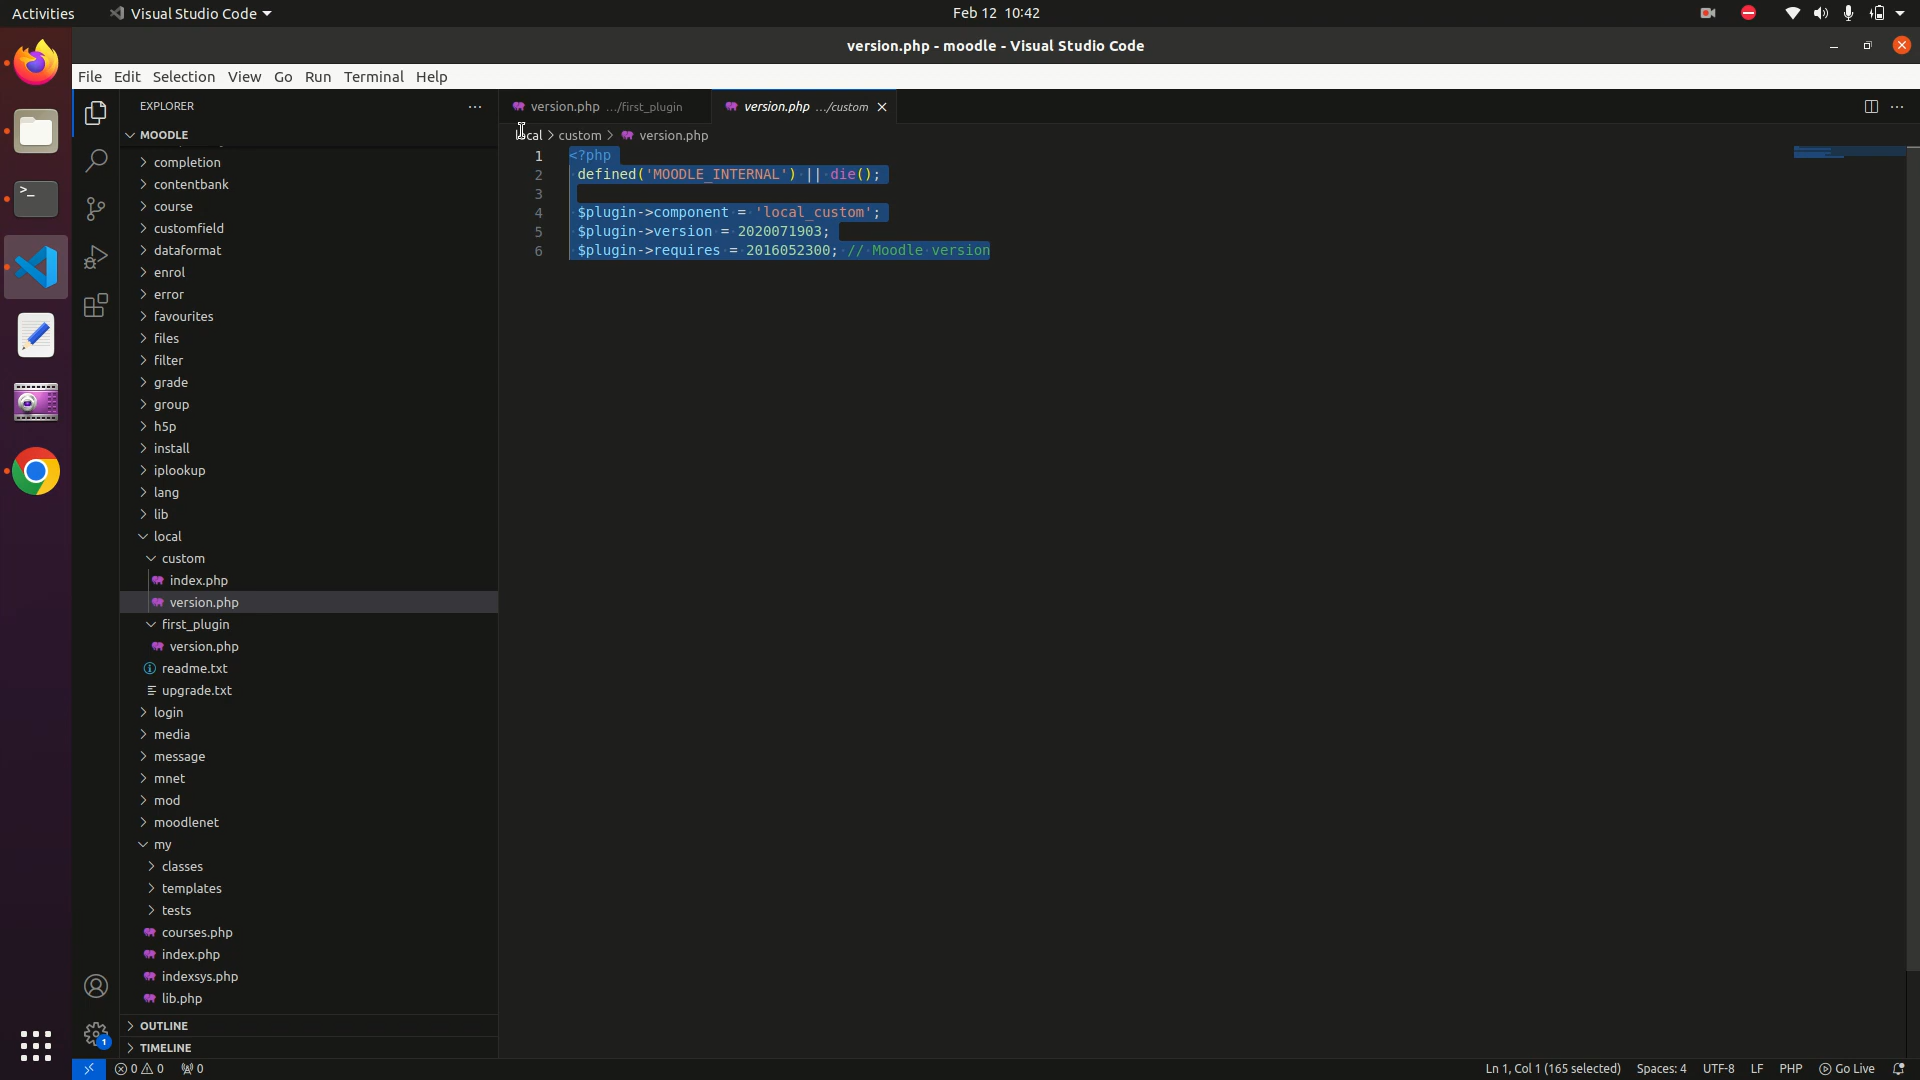 Activities
Visual Studio Code
Feb 12 10:42
version.php - moodle - Visual Studio Code
File Edit Selection View Go Run Terminal Help
EXPLORER
MOODLE
completion
contentbank
course
customfield
dataformat
enrol
error
favourites
files
filter
grade
group
h5p
install
iplookup
lang
lib
local
custom
index.php
version.php
first_plugin
version.php
readme.txt
upgrade.txt
login
media
message
mnet
mod
moodlenet
my
classes
templates
tests
courses.php
index.php
indexsys.php
lib.php
OUTLINE
TIMELINE
version.php .../first_plugin
version.php .../custom
local > custom > version.php
1 <?php
2 defined('MOODLE_INTERNAL') || die();
3
4 $plugin->component = 'local_custom';
5 $plugin->version = 2020071903;
6 $plugin->requires = 2016052300; // Moodle version
1
0 0 0
Ln 1, Col 1 (165 selected) Spaces: 4 UTF-8 LF PHP Go Live